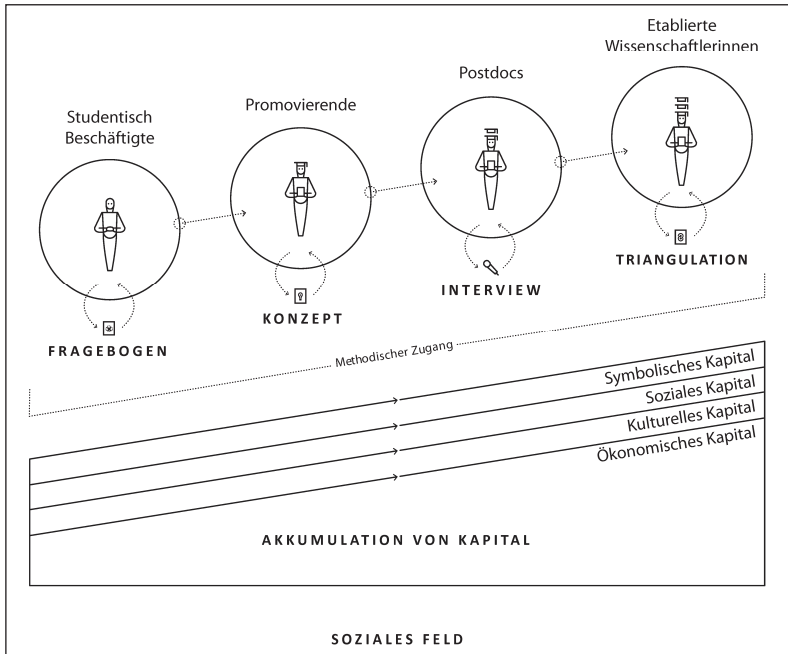 Etablierte
Wissenschaftlerinnen
Postdocs
Promovierende
Studentisch
Beschäftigte
TRIANGULATION
INTERVIEW
KONZEPT
FRAGEBOGEN
Methodischer Zugang
Symbolisches Kapital
Soziales Kapital
Kulturelles Kapital
Ökonomisches Kapital
AKKUMULATION VON KAPITAL
SOZIALES FELD